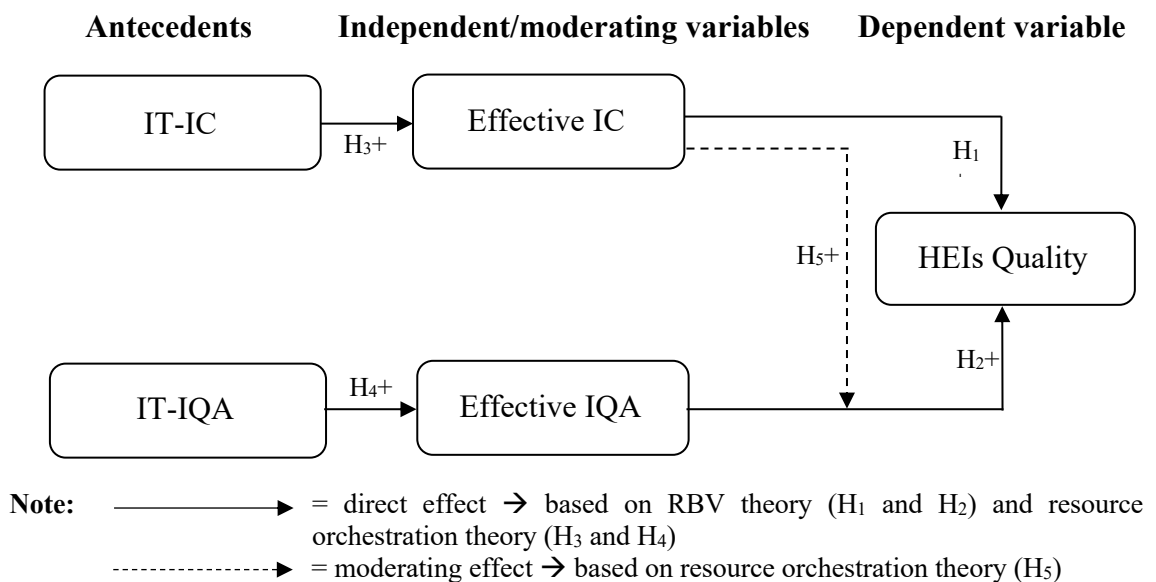 Antecedents Independent/moderating variables Dependent variable
IT-IC Effective IC
H₃+
H₁
H₅+
HEIs Quality
H₂+
H₄+
IT-IQA Effective IQA
Note: = direct effect → based on RBV theory (H₁ and H₂) and resource
orchestration theory (H₃ and H₄)
= moderating effect → based on resource orchestration theory (H₅)